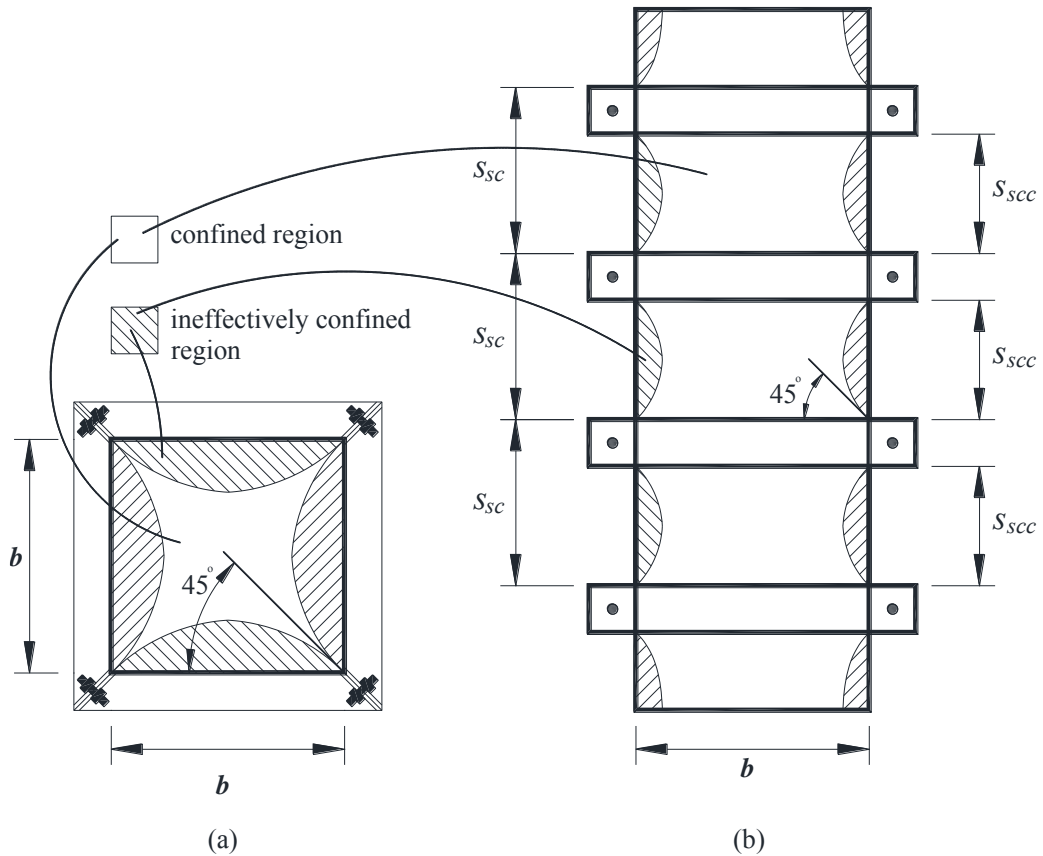 confined region
ineffectively confined
region
45°
b
b
(a)
S_sc
S_sc
S_sc
S_scc
S_scc
S_scc
45°
b
(b)